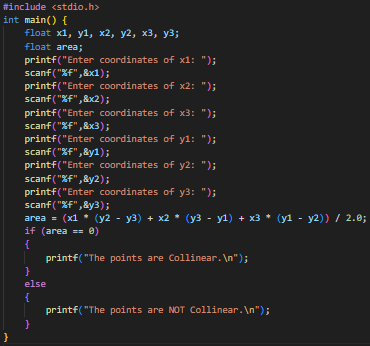 #include <stdio.h>
int main() {
    float x1, y1, x2, y2, x3, y3;
    float area;
    printf("Enter coordinates of x1: ");
    scanf("%f",&x1);
    printf("Enter coordinates of x2: ");
    scanf("%f",&x2);
    printf("Enter coordinates of x3: ");
    scanf("%f",&x3);
    printf("Enter coordinates of y1: ");
    scanf("%f",&y1);
    printf("Enter coordinates of y2: ");
    scanf("%f",&y2);
    printf("Enter coordinates of y3: ");
    scanf("%f",&y3);
    area = (x1 * (y2 - y3) + x2 * (y3 - y1) + x3 * (y1 - y2)) / 2.0;
    if (area == 0)
    {
        printf("The points are Collinear.\n");
    }
    else
    {
        printf("The points are NOT Collinear.\n");
    }
}